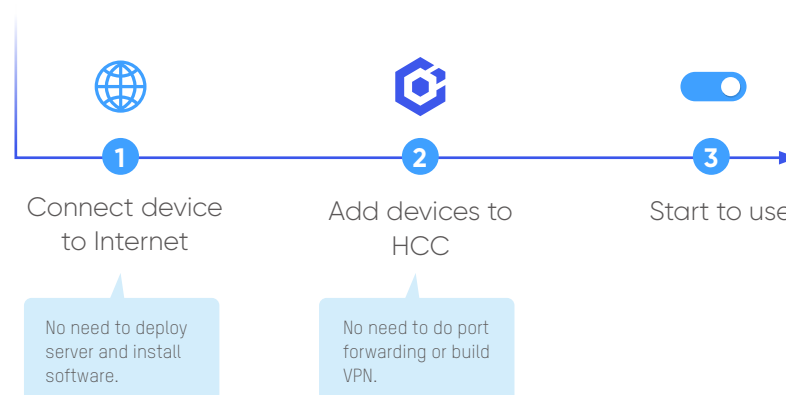 1
2
3
Connect device
to Internet
Add devices to
HCC
Start to use
No need to deploy
server and install
software.
No need to do port
forwarding or build
VPN.